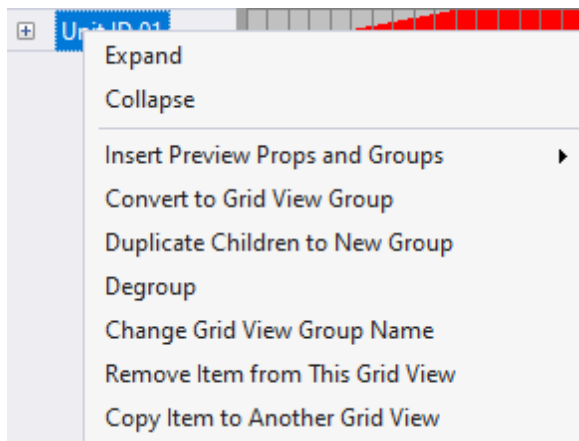 Unit ID 01
Expand
Collapse
Insert Preview Props and Groups
Convert to Grid View Group
Duplicate Children to New Group
Degroup
Change Grid View Group Name
Remove Item from This Grid View
Copy Item to Another Grid View